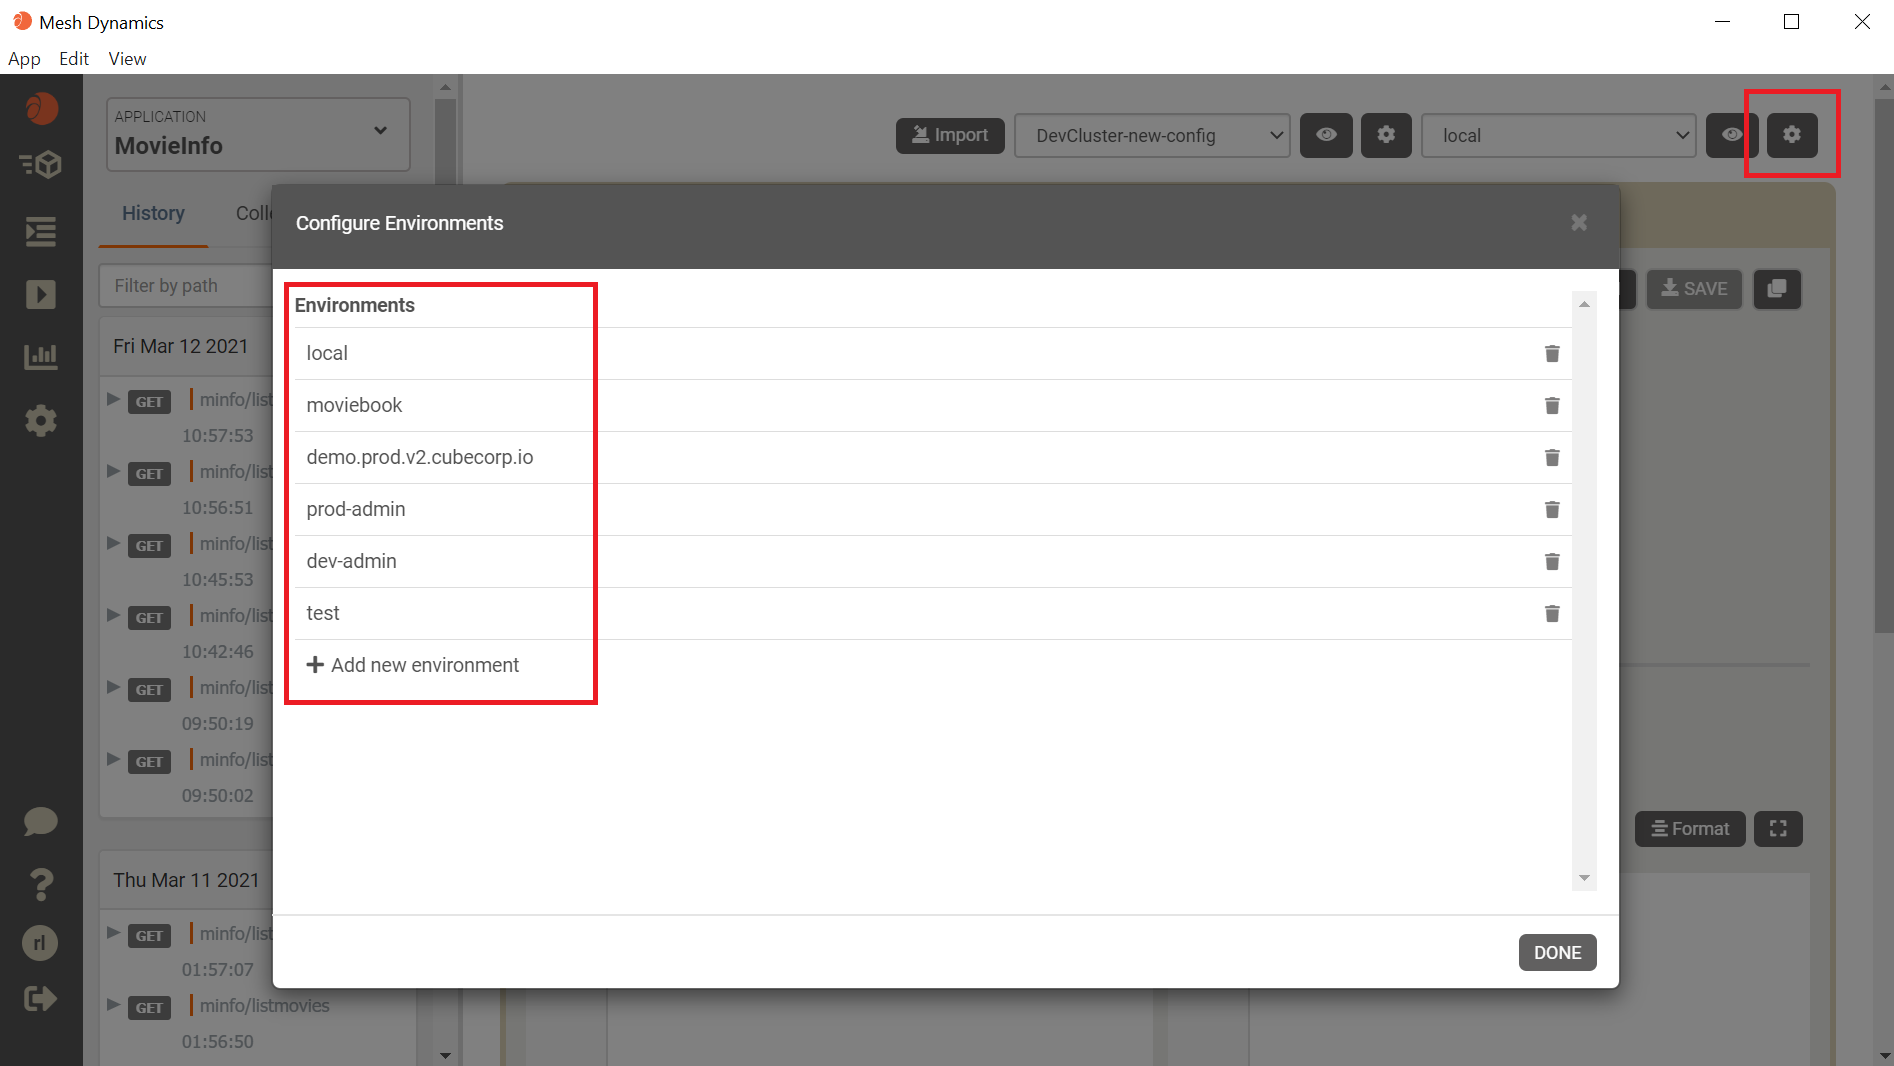 Mesh Dynamics
App Edit View
APPLICATION
MovieInfo
Import
DevCluster-new-config
local
History
Colle
Configure Environments
Filter by path
SAVE
Environments
local
moviebook
demo.prod.v2.cubecorp.io
prod-admin
dev-admin
test
Add new environment
Fri Mar 12 2021
GET minfo/list
10:57:53
GET minfo/list
10:56:51
GET minfo/list
10:45:53
GET minfo/list
10:42:46
GET minfo/list
09:50:19
GET minfo/list
09:50:02
Format
Thu Mar 11 2021
GET minfo/list
01:57:07
DONE
rl
GET minfo/listmovies
01:56:50